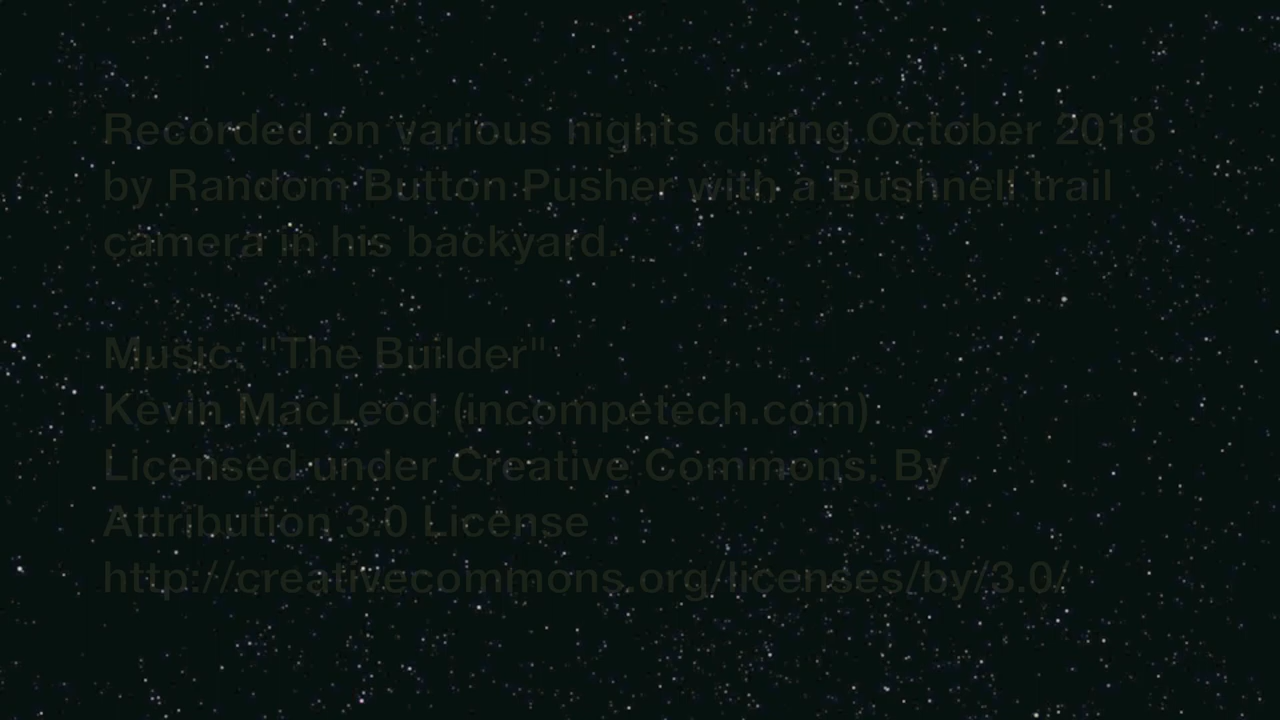 Recorded on various nights during October 2018
by Random Button Pusher with a Bushnell trail
camera in his backyard.
Music: "The Builder"
Kevin MacLeod (incompetech.com)
Licensed under Creative Commons: By
Attribution 3.0 License
http://creativecommons.org/licenses/by/3.0/